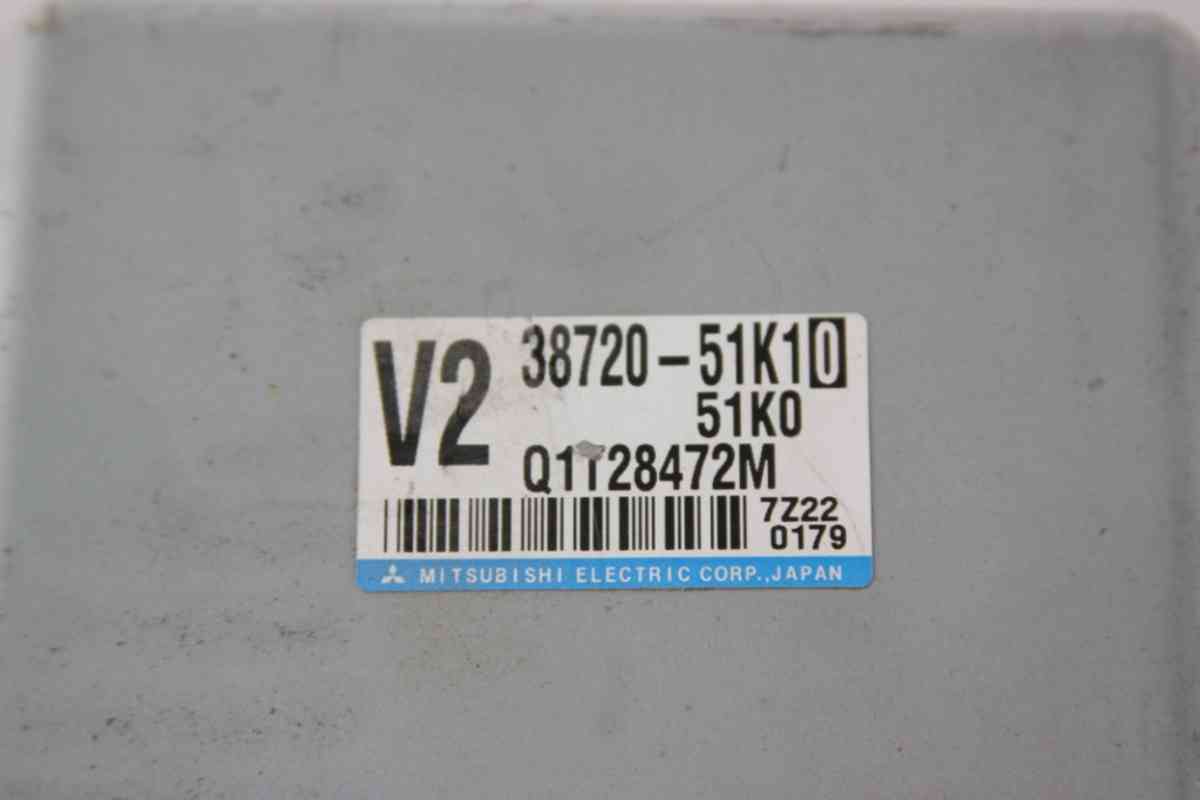 V2
38720-51K10
51K0
Q1T28472M
7Z22
0179
MITSUBISHI ELECTRIC CORP.,JAPAN